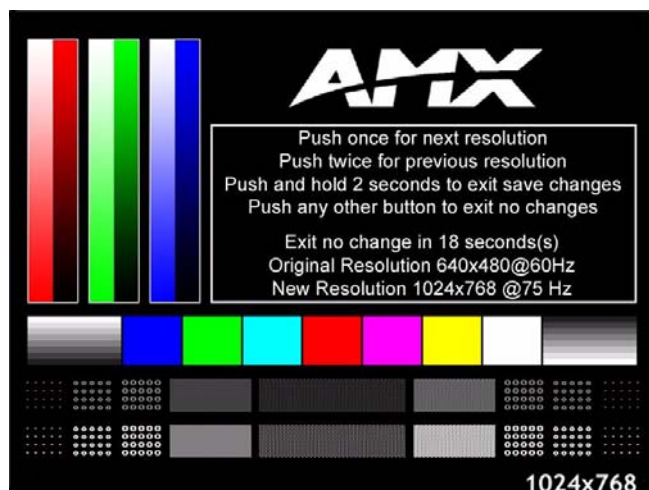 AMX
Push once for next resolution
Push twice for previous resolution
Push and hold 2 seconds to exit save changes
Push any other button to exit no changes
Exit no change in 18 seconds(s)
Original Resolution 640x480@60Hz
New Resolution 1024x768 @75 Hz
1024x768